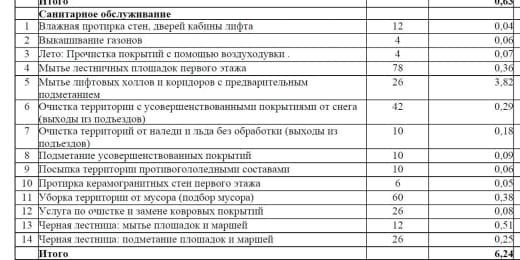 Итого 0,63
Санитарное обслуживание
1 Влажная протирка стен, дверей кабины лифта 12 0,04
2 Выкашивание газонов 4 0,06
3 Лето: Прочистка покрытий с помощью воздуходувки . 4 0,07
4 Мытье лестничных площадок первого этажа 78 0,36
5 Мытье лифтовых холлов и коридоров с предварительным 26 3,82
подметанием
6 Очистка территории с усовершенствованными покрытиями от снега 42 0,29
(выходы из подъездов)
7 Очистка территорий от наледи и льда без обработки (выходы из 10 0,18
подъездов)
8 Подметание усовершенствованных покрытий 10 0,09
9 Посыпка территории противогололедными составами 10 0,06
10 Протирка керамогранитных стен первого этажа 6 0,05
11 Уборка территории от мусора (подбор мусора) 60 0,38
12 Услуга по очистке и замене ковровых покрытий 26 0,08
13 Черная лестница: мытье площадок и маршей 12 0,51
14 Черная лестница: подметание площадок и маршей 26 0,25
Итого 6,24